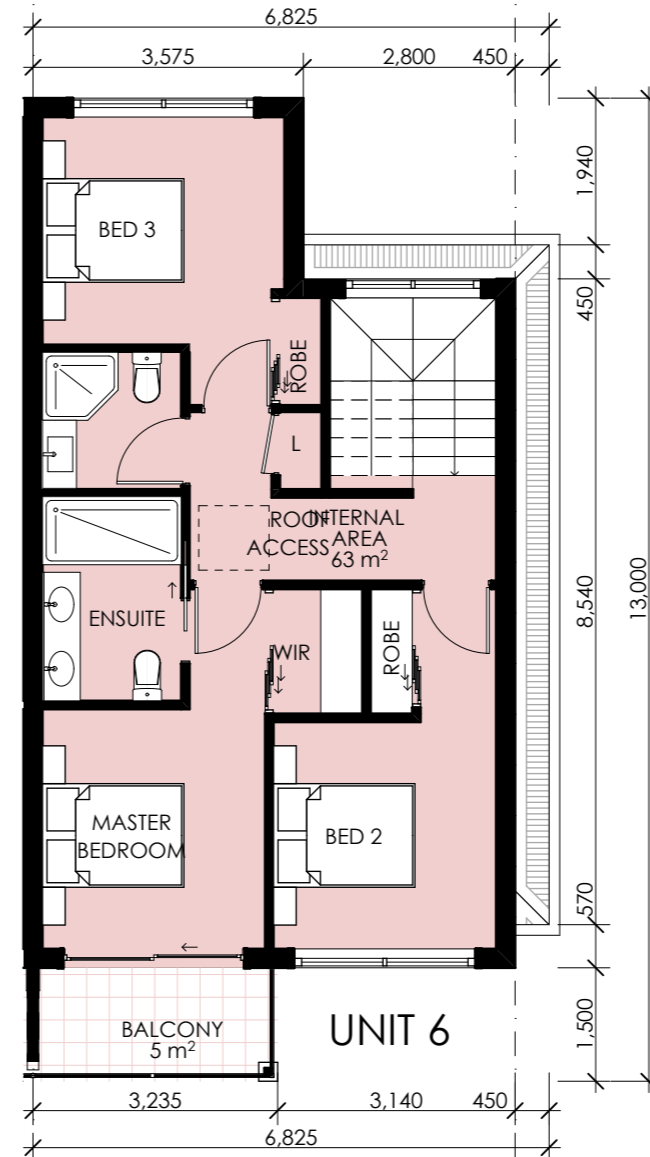 6,825
3,575
2,800
450
1,940
BED 3
450
ROBE
L
ROOF
ACCESS
INTERNAL
AREA
63 m²
8,540
13,000
ENSUITE
WIR
ROBE
MASTER
BEDROOM
BED 2
570
BALCONY
5 m²
UNIT 6
1,500
3,235
3,140
450
6,825